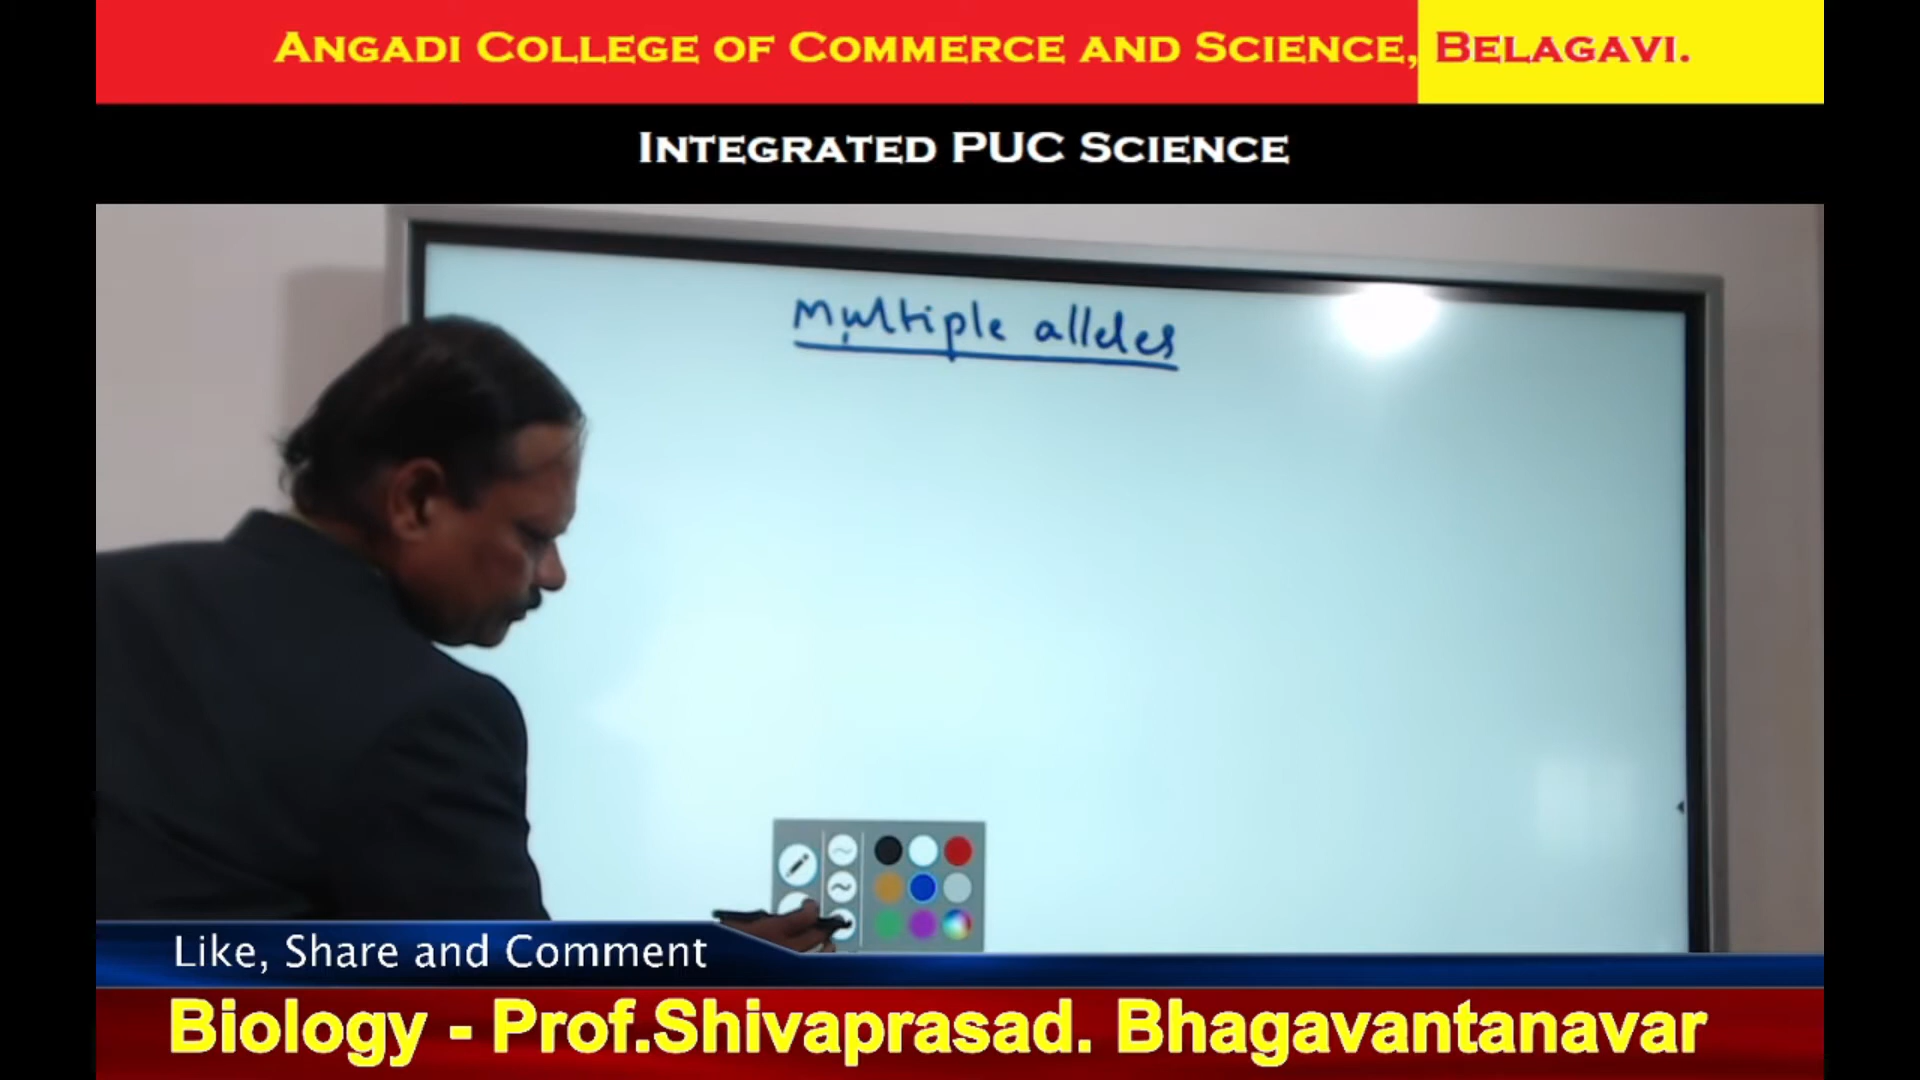 Angadi College of Commerce and Science, Belagavi.
Integrated PUC Science
Multiple alleles
Like, Share and Comment
Biology - Prof.Shivaprasad. Bhagavantanavar